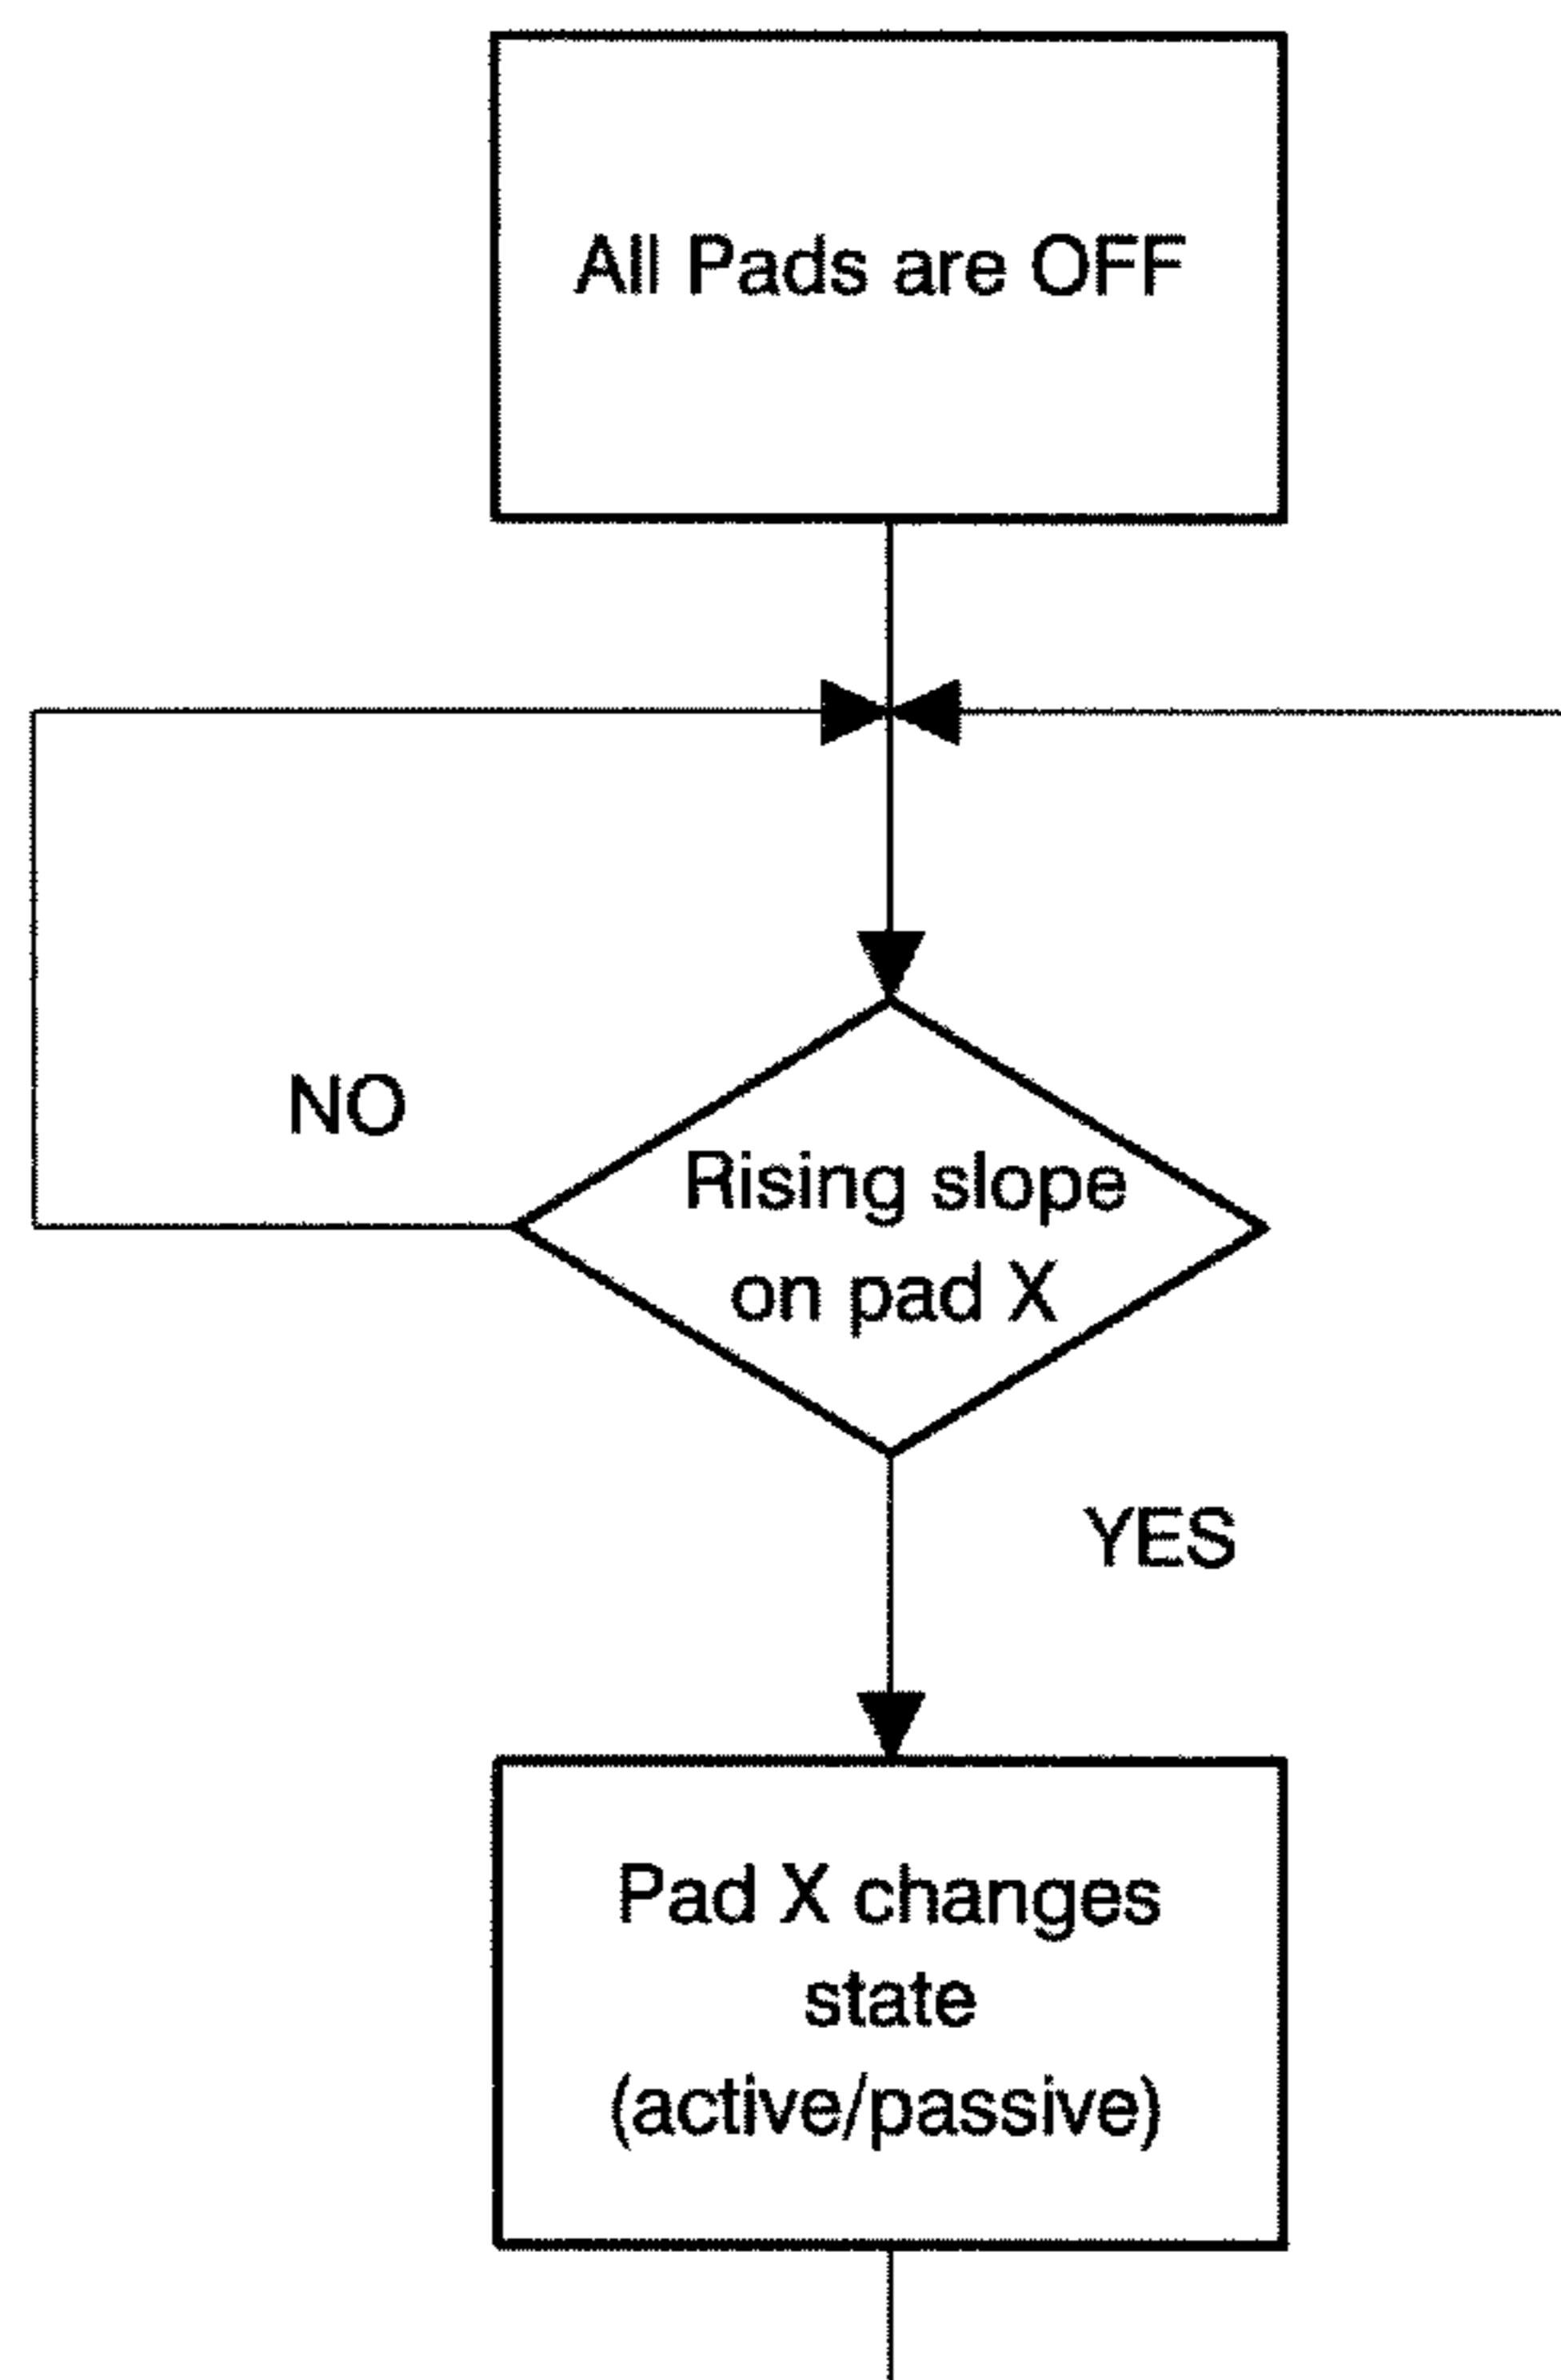 All Pads are OFF
NO
Rising slope
on pad X
YES
Pad X changes
state
(active/passive)